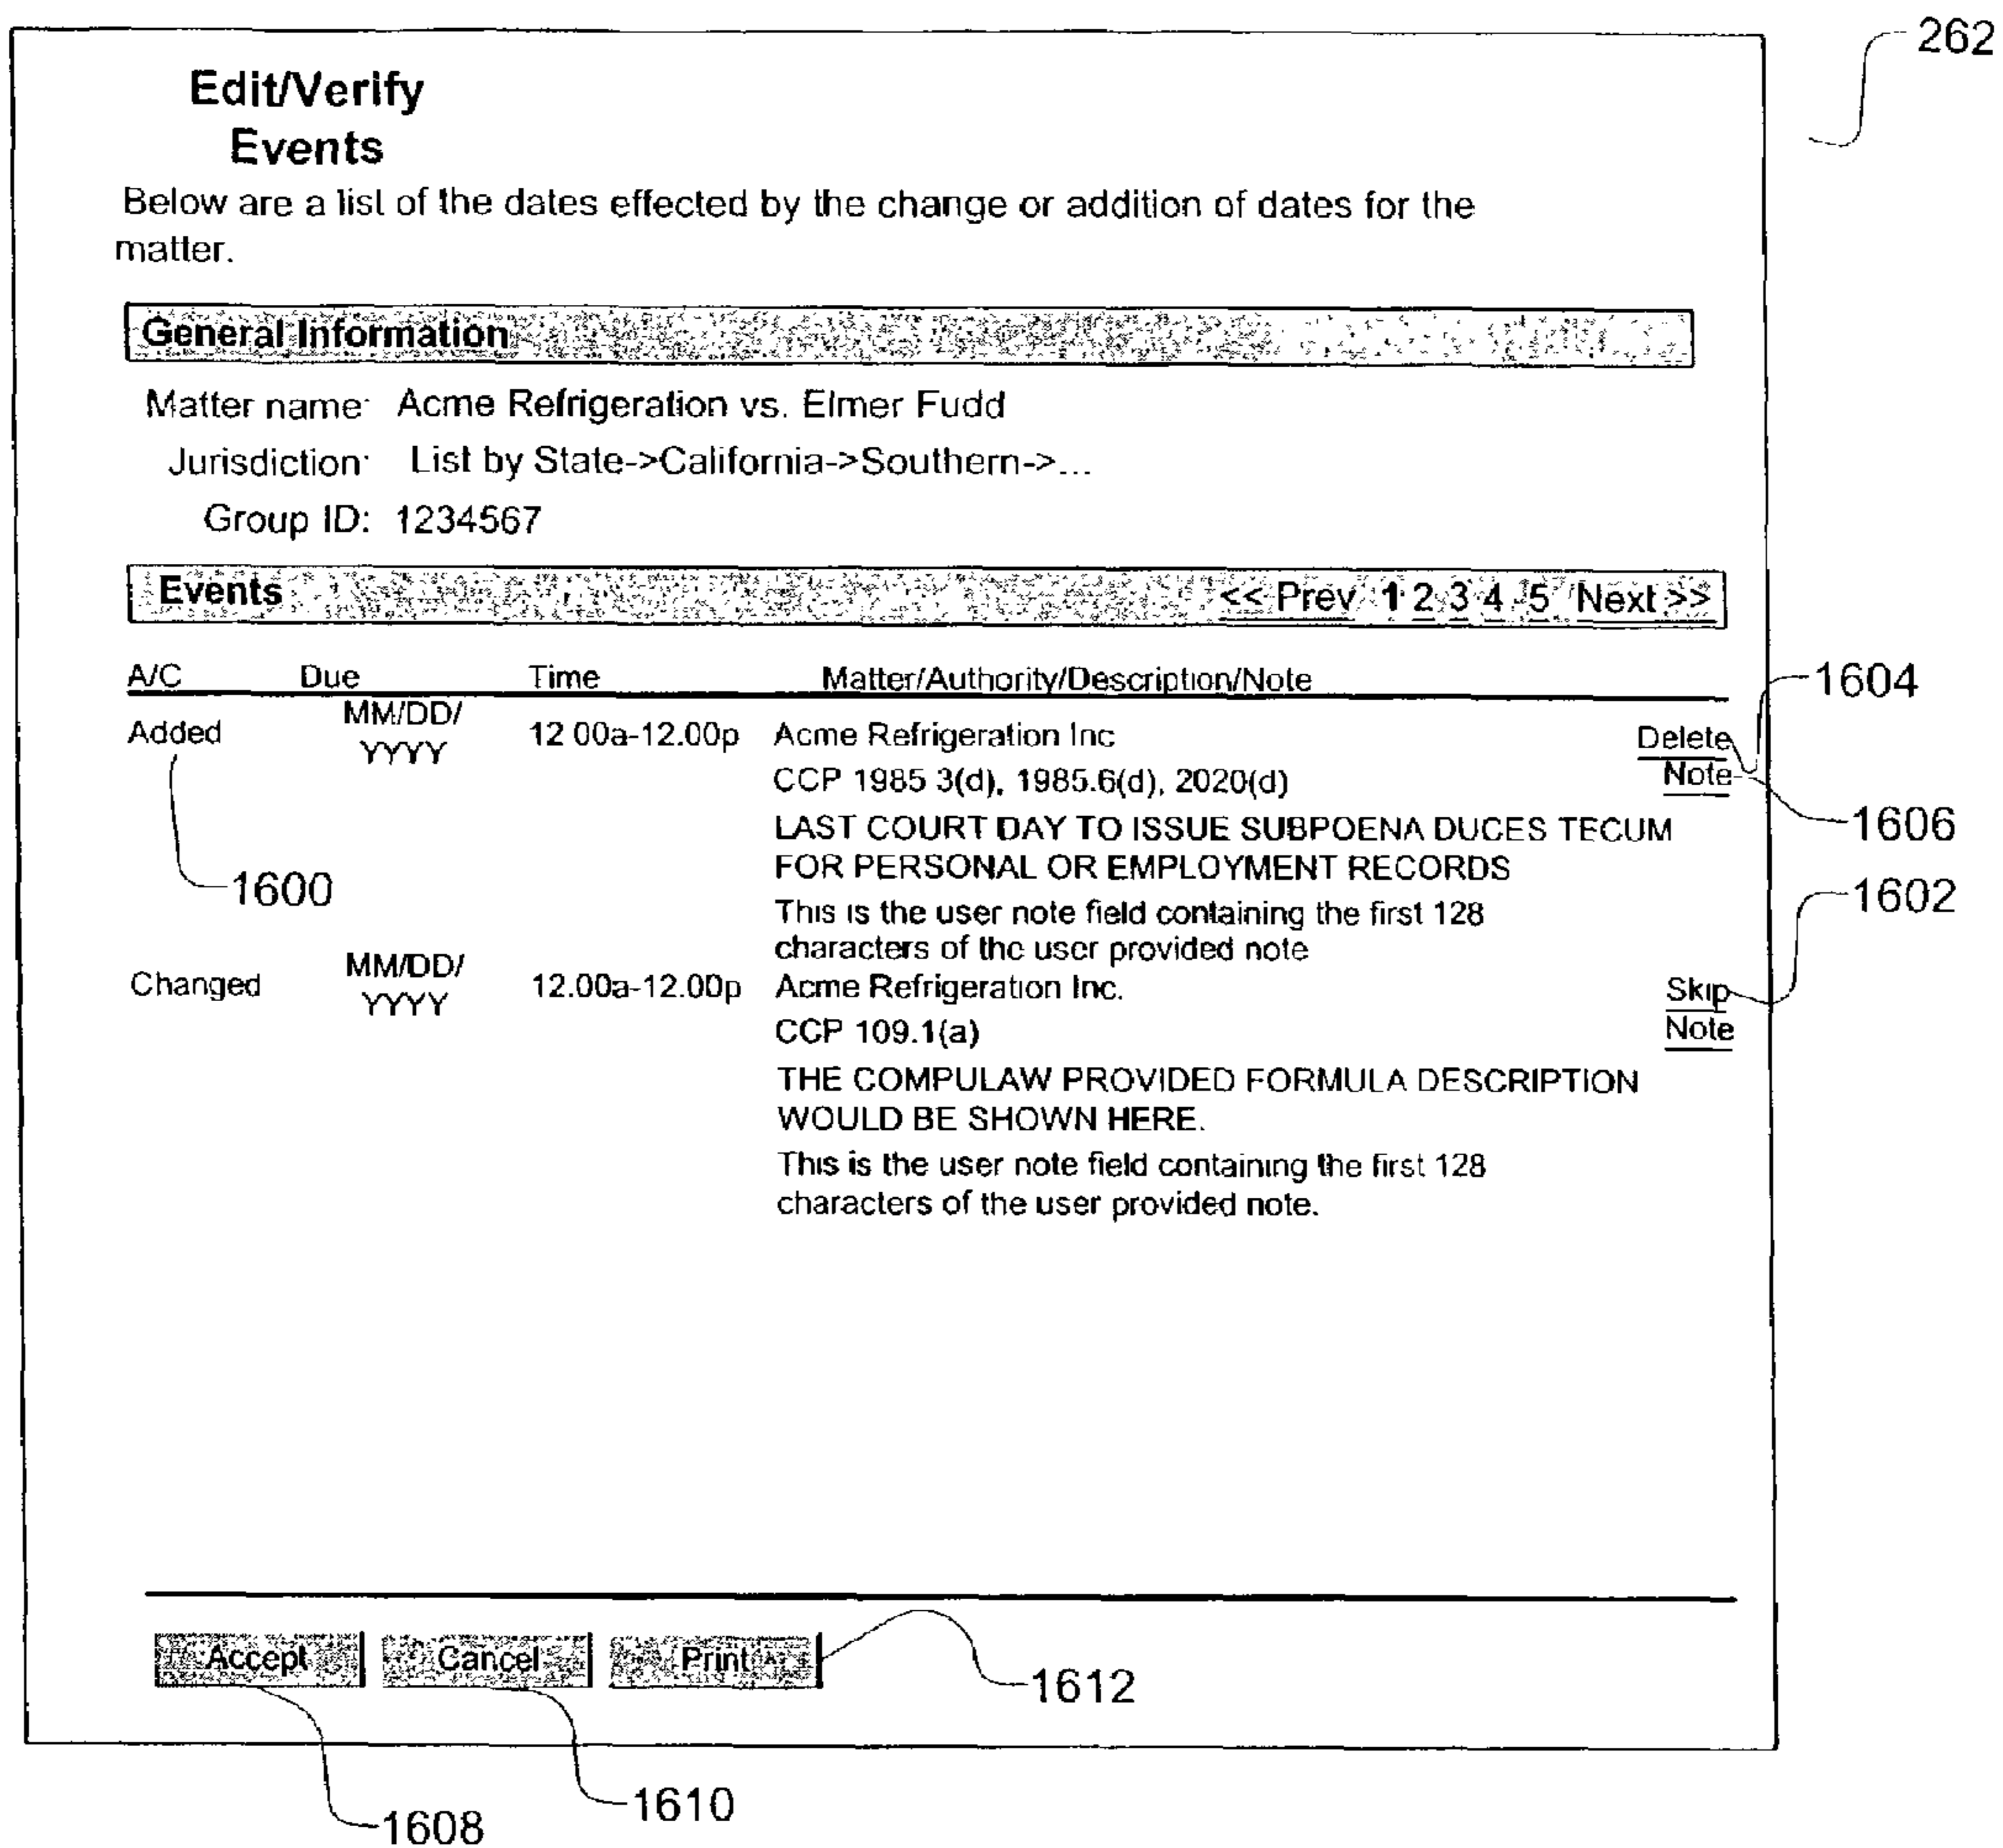 262
Edit/Verify
Events
Below are a list of the dates effected by the change or addition of dates for the
matter.
General Information
Matter name: Acme Refrigeration vs. Elmer Fudd
Jurisdiction: List by State->California->Southern->...
Group ID: 1234567
Events << Prev 1 2 3 4 5 Next >>
A/C Due Time Matter/Authority/Description/Note
1604
Added MM/DD/ 12 00a-12.00p Acme Refrigeration Inc Delete
YYYY
CCP 1985 3(d), 1985.6(d), 2020(d) Note
1606
LAST COURT DAY TO ISSUE SUBPOENA DUCES TECUM
FOR PERSONAL OR EMPLOYMENT RECORDS
1600
1602
This is the user note field containing the first 128
characters of the user provided note
Changed MM/DD/ 12.00a-12.00p Acme Refrigeration Inc. Skip
YYYY
CCP 109.1(a) Note
THE COMPULAW PROVIDED FORMULA DESCRIPTION
WOULD BE SHOWN HERE.
This is the user note field containing the first 128
characters of the user provided note.
Accept Cancel Print
1612
1610
1608